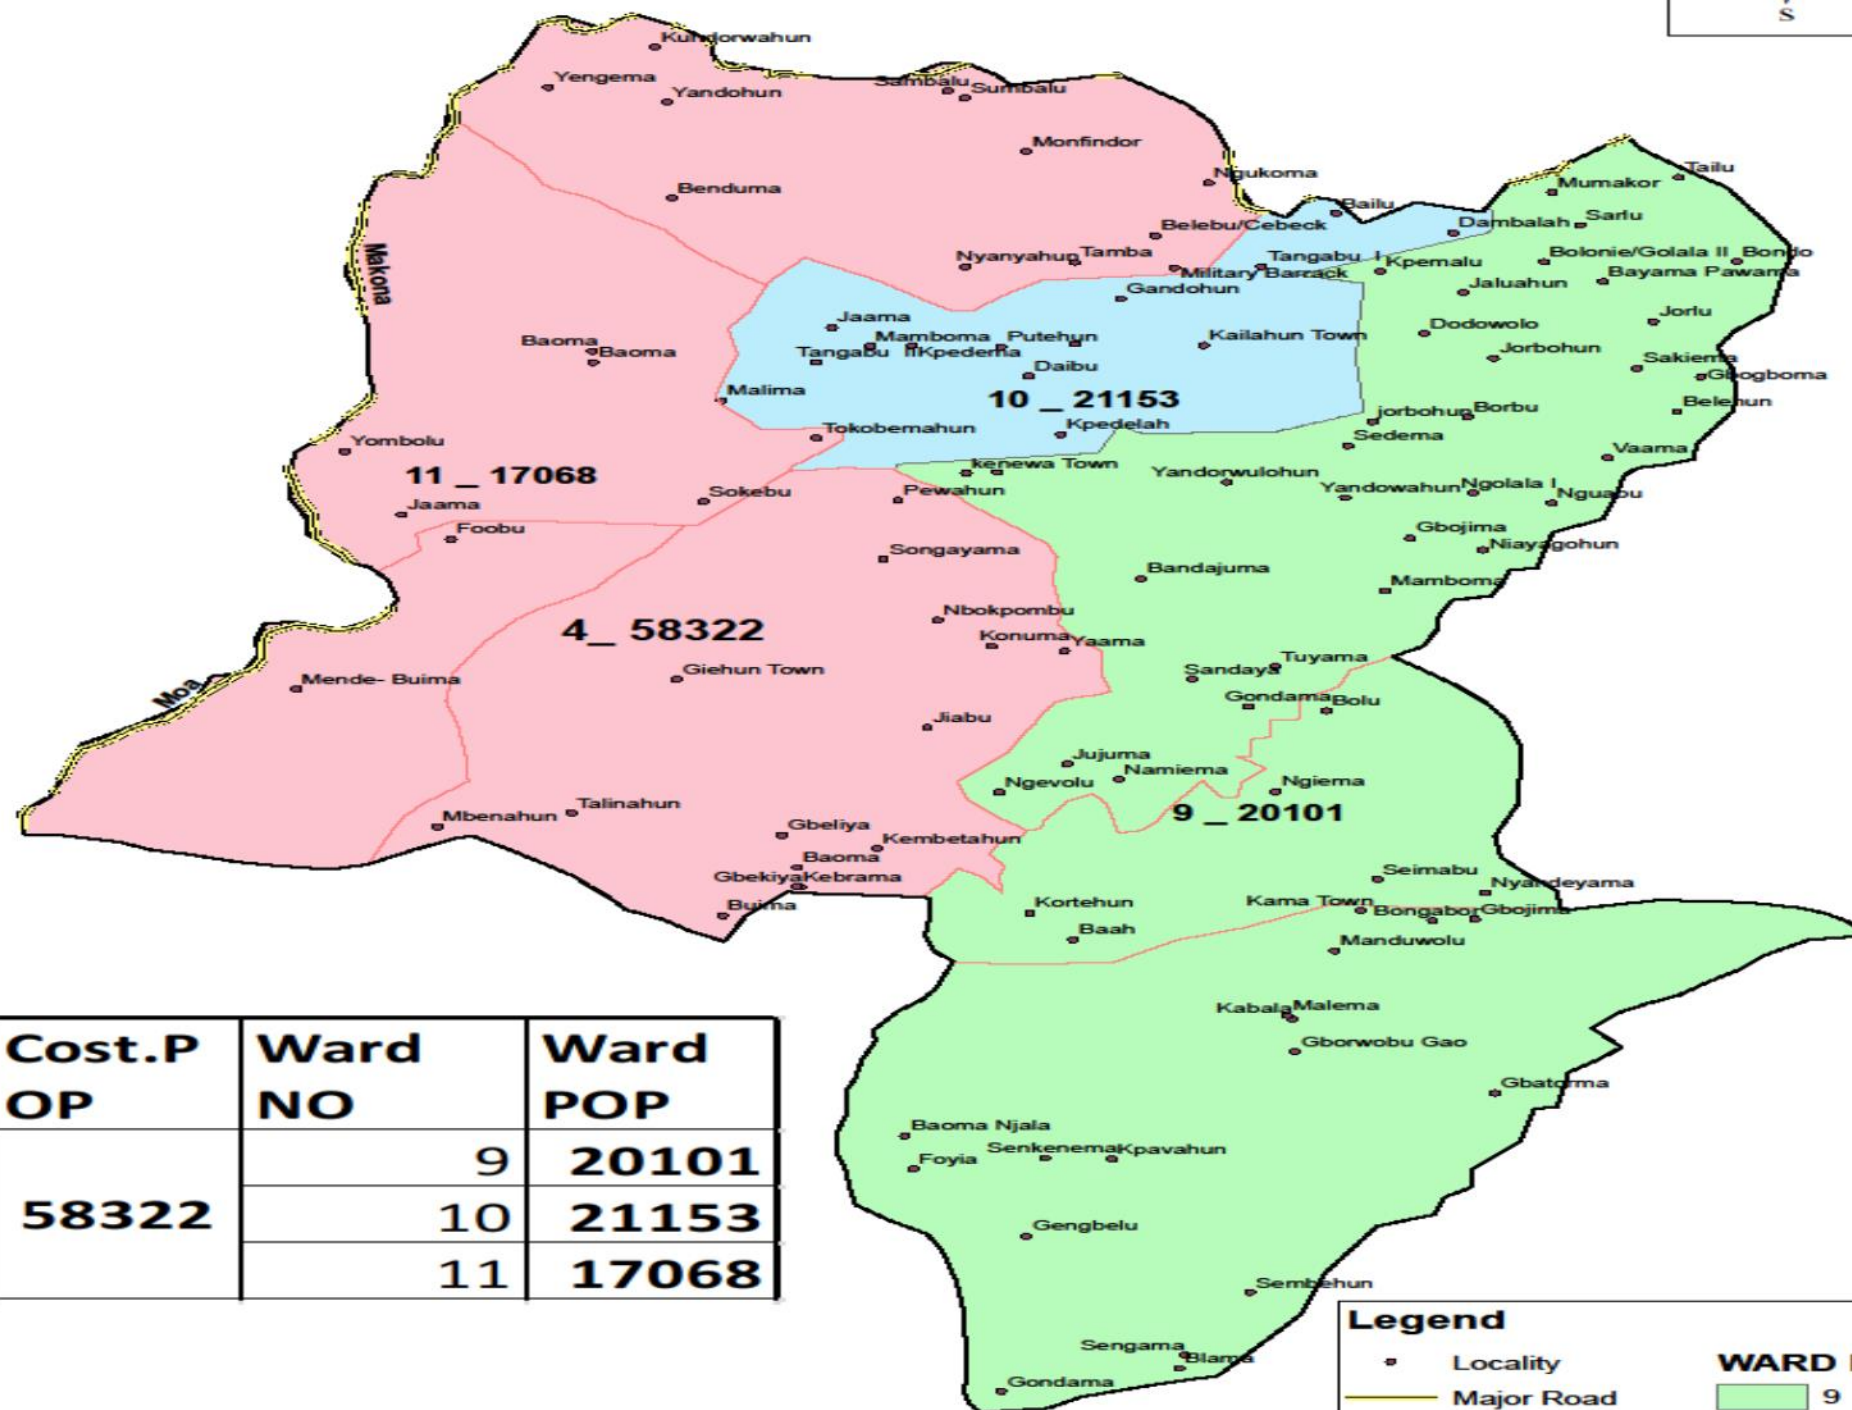 S
Kundorwahun
Yengema
Yandohun
Sambalu
Sumbalu
Monfindor
Benduma
Ngukoma
Tailu
Mumakor
Bailu
Sarlu
Dambalah
Belebu/Cebeck
Nyanyahun
Tamba
Tangabu I
Kpemalu
Bolonie/Golala II
Bondo
Military Barrack
Bayama Pawama
Makona
Gandohun
Jaluahun
Jaama
Jorlu
Mamboma
Putehun
Kailahun Town
Dodowolo
Baoma
Baoma
Tangabu II
Kpedema
Jorbohun
Sakiema
Daibu
Gbogboma
Malima
10 _ 21153
Belehun
jorbohun
Borbu
Tokobemahun
Kpedelah
Yombolu
Sedema
Vaama
11 _ 17068
kenewa Town
Yandorwulohun
Sokebu
Pewahun
Yandowahun
Ngolala I
Nguabu
Jaama
Foobu
Gbojima
Songayama
Niayagohun
Bandajuma
Mamboma
Nbokpombu
4_ 58322
Konuma
Yaama
Giehun Town
Sandaya
Tuyama
Mende- Buima
Moa
Gondama
Bolu
Jiabu
Jujuma
Ngevolu
Namiema
Ngiema
Mbenahun
Talinahun
9 _ 20101
Gbeliya
Kembetahun
Baoma
Gbekiya
Kebrama
Seimabu
Nyandeyama
Buima
Kortehun
Kama Town
Bongabor
Gbojima
Baah
Manduwolu
Kabala
Malema
Gborwobu Gao
Gbatorma
Baoma Njala
Senkenema
Kpavahun
Foyia
Gengbelu
Sembehun
Sengama
Blama
Gondama
Cost.P
OP
Ward
NO
Ward
POP
58322
9 20101
10 21153
11 17068
Legend
Locality
Major Road
WARD
9